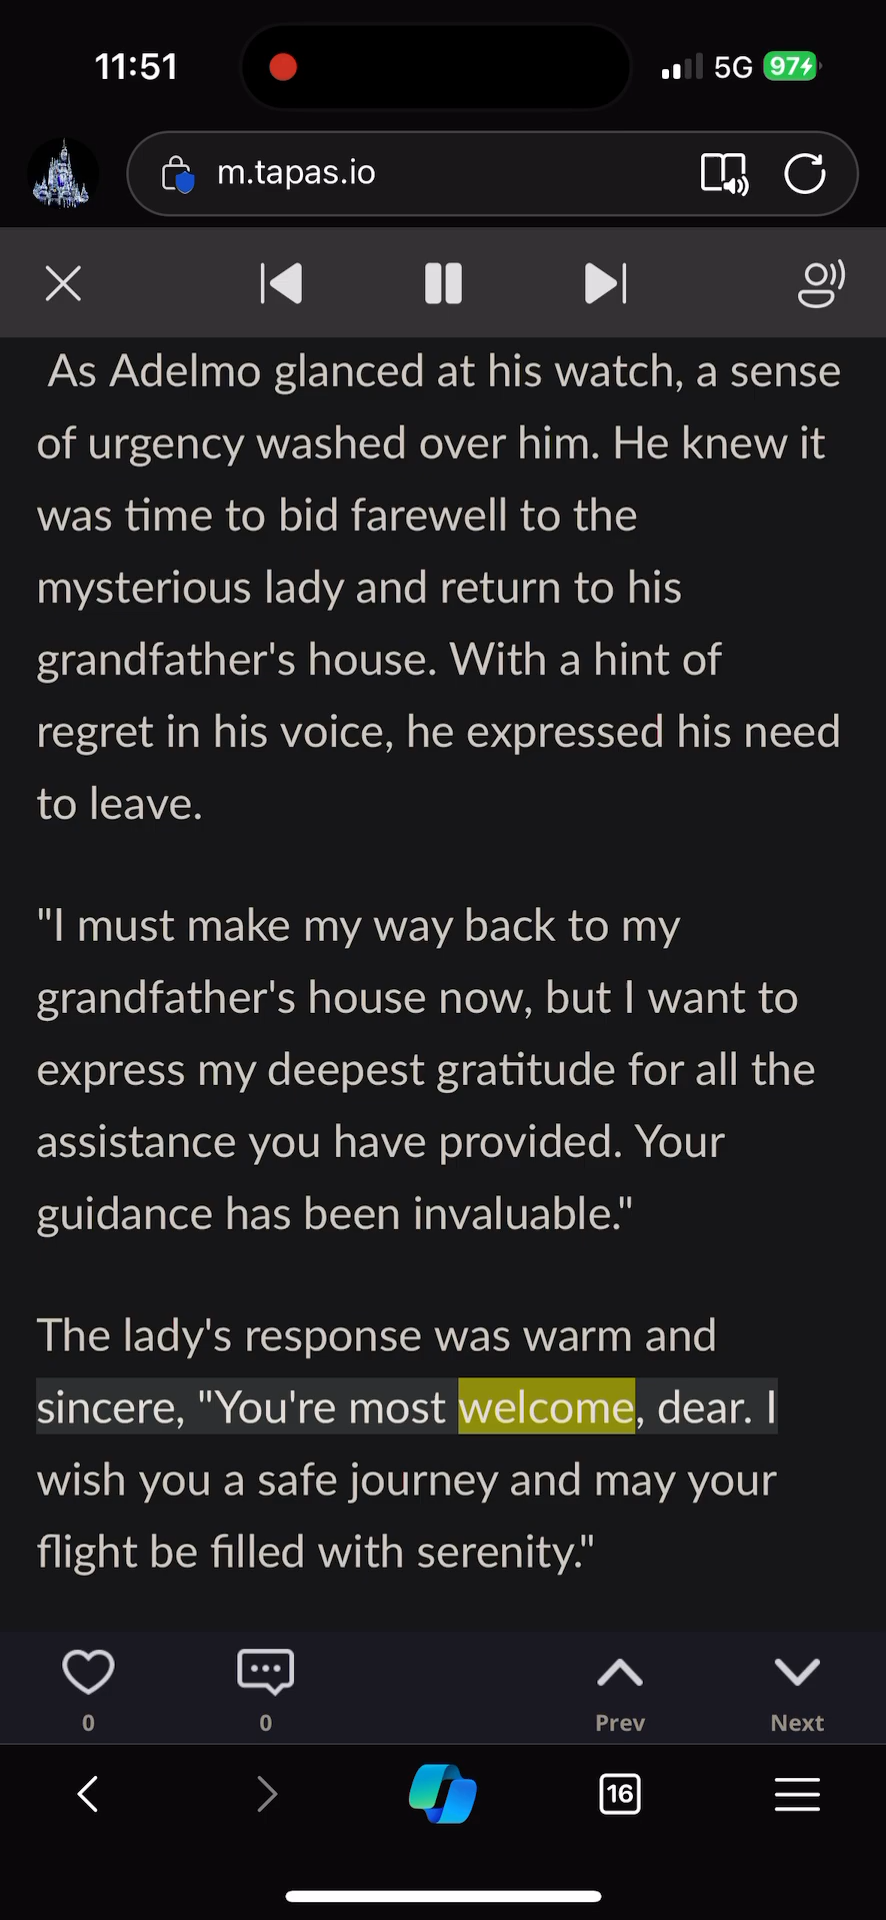 11:51
5G
97
m.tapas.io
As Adelmo glanced at his watch, a sense
of urgency washed over him. He knew it
was time to bid farewell to the
mysterious lady and return to his
grandfather's house. With a hint of
regret in his voice, he expressed his need
to leave.
"I must make my way back to my
grandfather's house now, but I want to
express my deepest gratitude for all the
assistance you have provided. Your
guidance has been invaluable."
The lady's response was warm and
sincere, "You're most welcome, dear. I
wish you a safe journey and may your
flight be filled with serenity."
0
0
Prev
Next
16